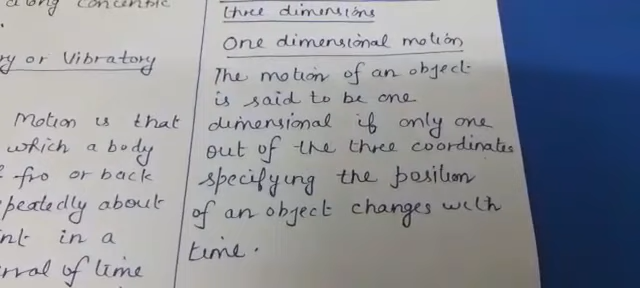 along concentric
ry or Vibratory
Motion is that
which a body
fro or back
peatedly about
nt in a
rval of time
three dimensions
One dimensional motion
The motion of an object
is said to be one
dimensional if only one
out of the three coordinates
specifying the position
of an object changes with
time.